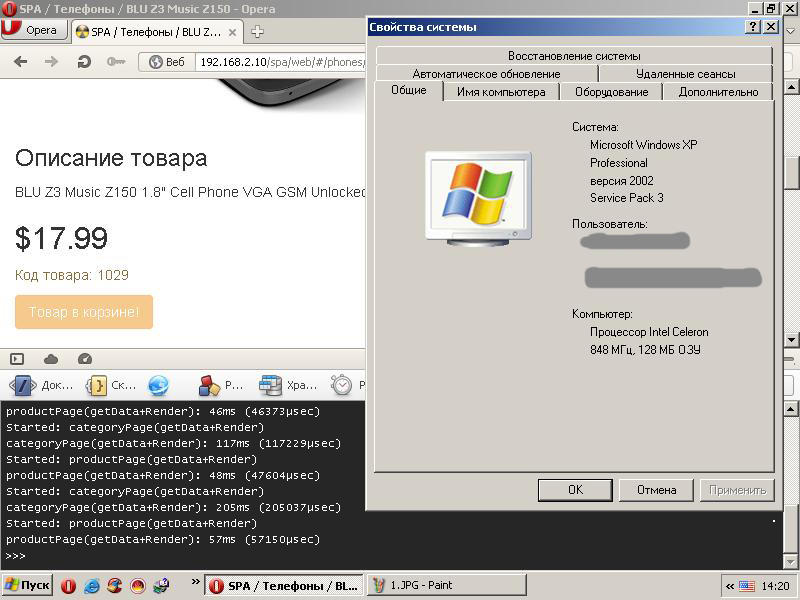 SPA / Телефоны / BLU Z3 Music Z150 - Opera
Opera
SPA / Телефоны / BLU Z...
Веб
192.168.2.10/spa/web/#/phones
Описание товара
BLU Z3 Music Z150 1.8" Cell Phone VGA GSM Unlocked
$17.99
Код товара: 1029
Товар в корзине!
Док...
Ск...
Р...
Хра...
productPage(getData+Render): 46ms (46373µsec)
Started: categoryPage(getData+Render)
categoryPage(getData+Render): 117ms (117229µsec)
Started: productPage(getData+Render)
productPage(getData+Render): 48ms (47604µsec)
Started: categoryPage(getData+Render)
categoryPage(getData+Render): 205ms (205037µsec)
Started: productPage(getData+Render)
productPage(getData+Render): 57ms (57150µsec)
>>>
Свойства системы
Восстановление системы
Автоматическое обновление
Удаленные сеансы
Общие
Имя компьютера
Оборудование
Дополнительно
Система:
Microsoft Windows XP
Professional
версия 2002
Service Pack 3
Пользователь:
Компьютер:
Процессор Intel Celeron
848 МГц, 128 МБ ОЗУ
OK
Отмена
Применить
Пуск
SPA / Телефоны / BL...
1.JPG - Paint
14:20